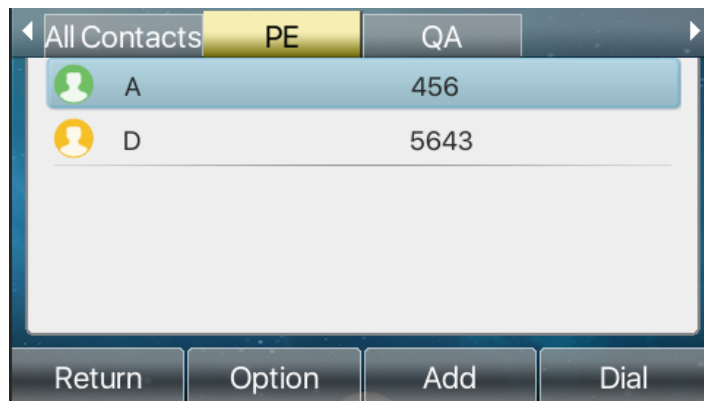 All Contacts PE QA
A 456
D 5643
Return Option Add Dial